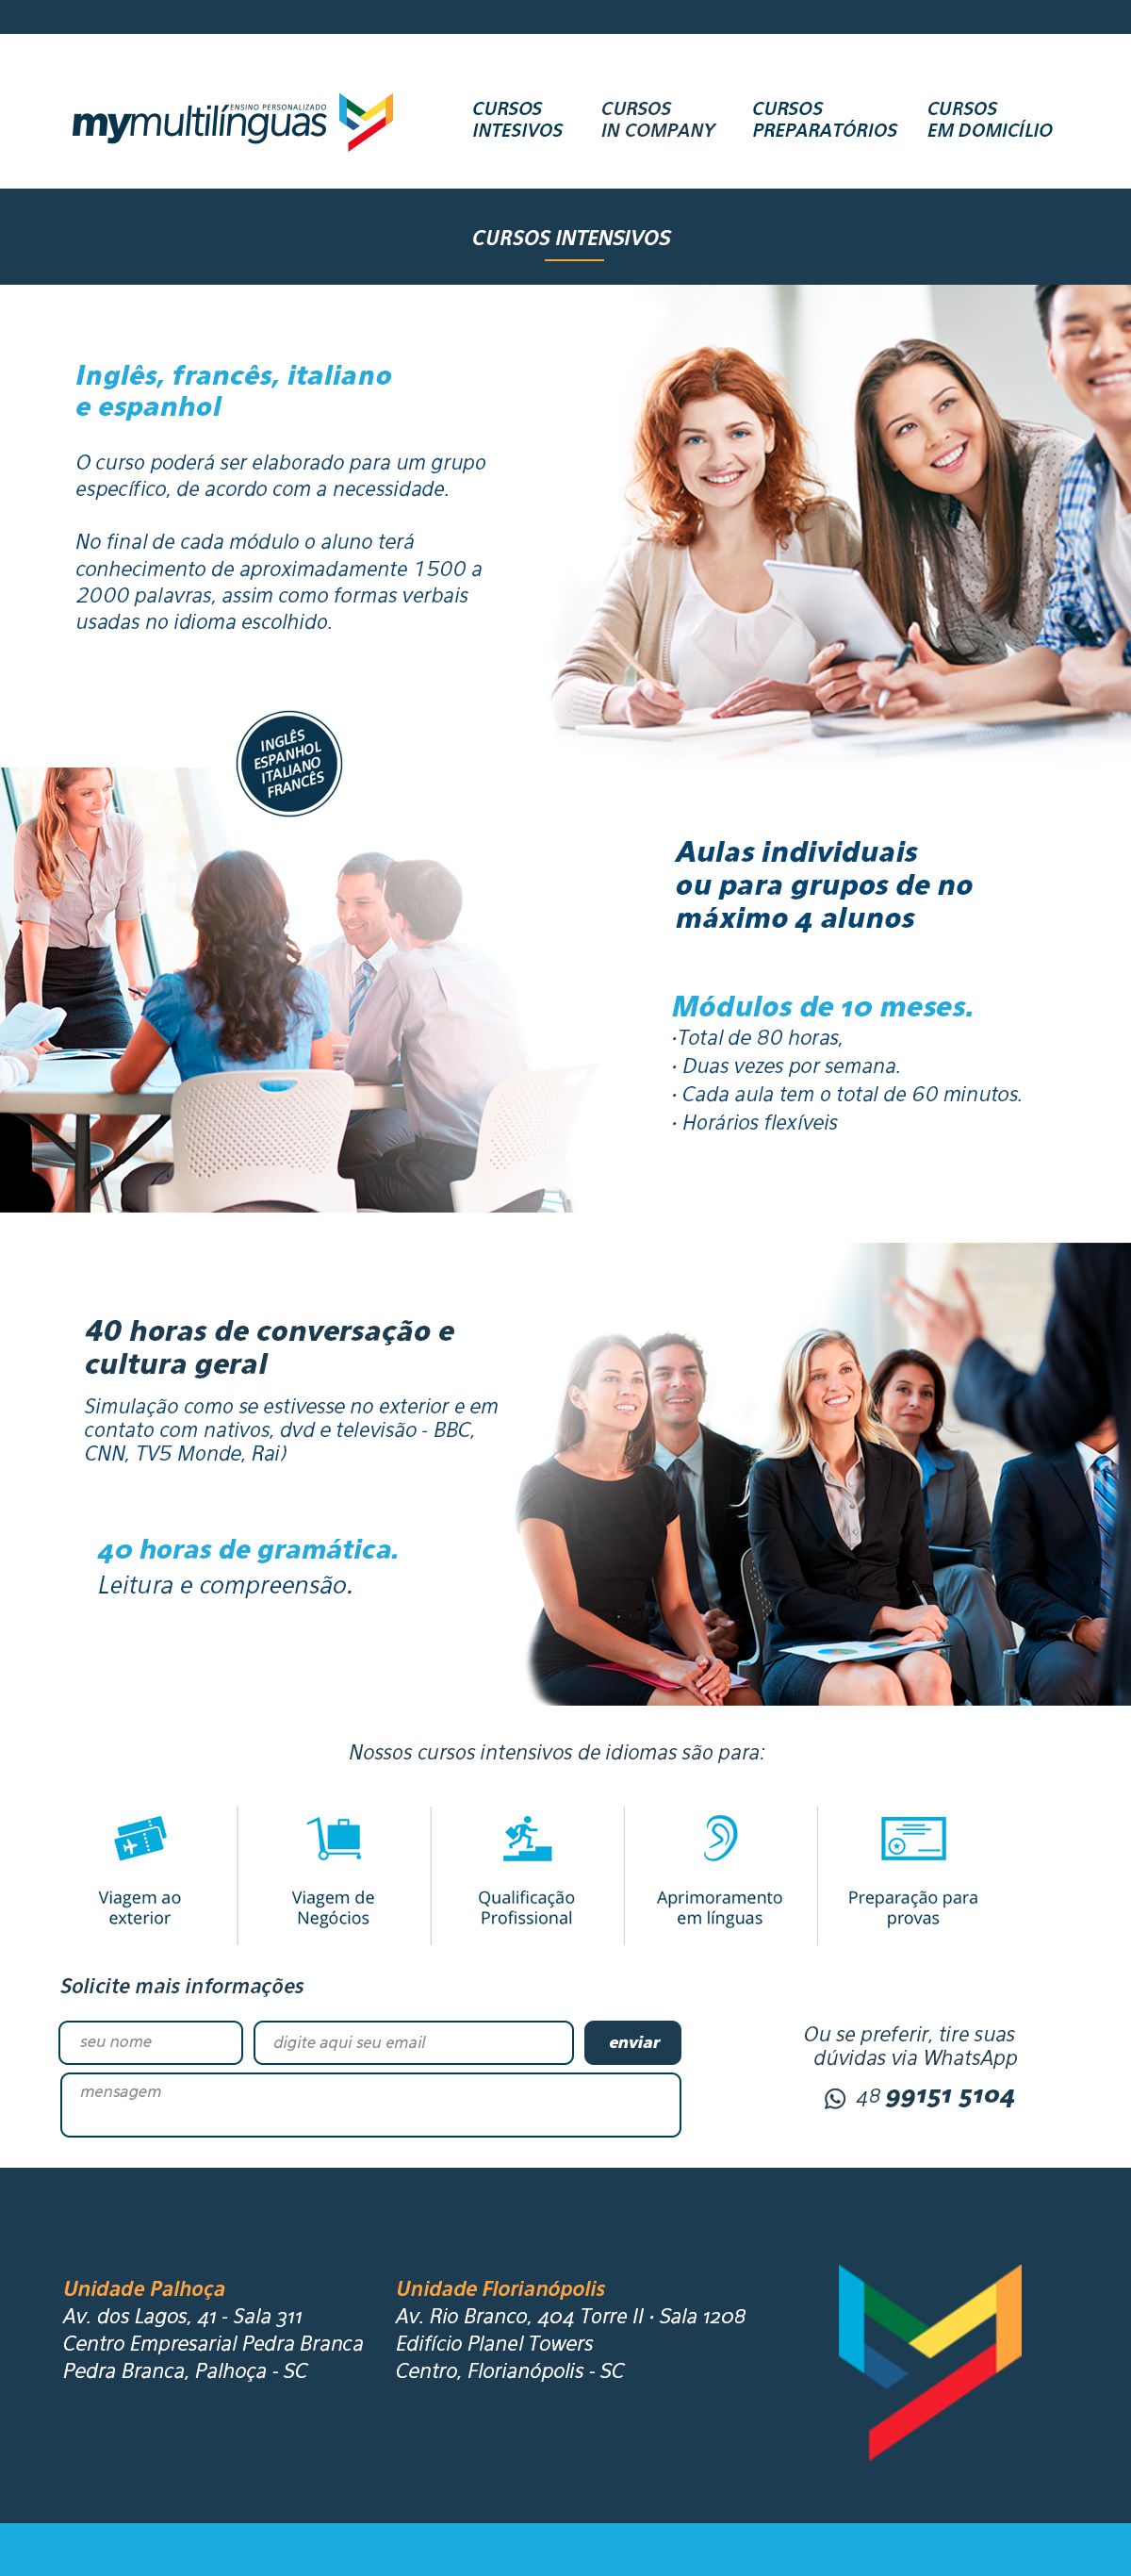 ENSINO PERSONALIZADO
mymultilínguas
CURSOS
INTESIVOS
CURSOS
IN COMPANY
CURSOS
PREPARATÓRIOS
CURSOS
EM DOMICÍLIO
CURSOS INTENSIVOS
Inglês, francês, italiano
e espanhol
O curso poderá ser elaborado para um grupo
específico, de acordo com a necessidade.
No final de cada módulo o aluno terá
conhecimento de aproximadamente 1500 a
2000 palavras, assim como formas verbais
usadas no idioma escolhido.
INGLÊS
ESPANHOL
ITALIANO
FRANCÊS
Aulas individuais
ou para grupos de no
máximo 4 alunos
Módulos de 10 meses.
·Total de 80 horas,
· Duas vezes por semana.
· Cada aula tem o total de 60 minutos.
· Horários flexíveis
40 horas de conversação e
cultura geral
Simulação como se estivesse no exterior e em
contato com nativos, dvd e televisão - BBC,
CNN, TV5 Monde, Rai)
40 horas de gramática.
Leitura e compreensão.
Nossos cursos intensivos de idiomas são para:
Viagem ao
exterior
Viagem de
Negócios
Qualificação
Profissional
Aprimoramento
em línguas
Preparação para
provas
Solicite mais informações
seu nome
digite aqui seu email
enviar
mensagem
Ou se preferir, tire suas
dúvidas via WhatsApp
48 99151 5104
Unidade Palhoça
Av. dos Lagos, 41 - Sala 311
Centro Empresarial Pedra Branca
Pedra Branca, Palhoça - SC
Unidade Florianópolis
Av. Rio Branco, 404 Torre II · Sala 1208
Edifício Planel Towers
Centro, Florianópolis - SC